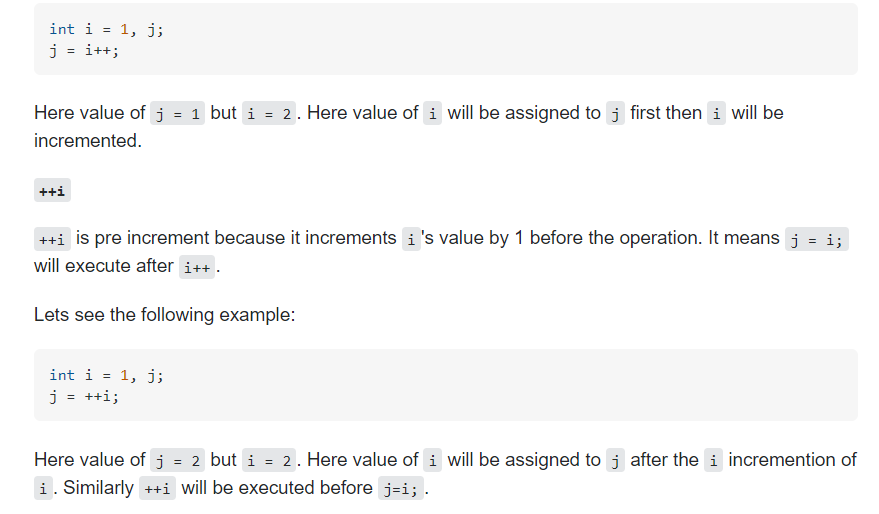 int i = 1, j;
j = i++;
Here value of j = 1 but i = 2. Here value of i will be assigned to j first then i will be
incremented.
++i
++i is pre increment because it increments i's value by 1 before the operation. It means j = i;
will execute after i++.
Lets see the following example:
int i = 1, j;
j = ++i;
Here value of j = 2 but i = 2. Here value of i will be assigned to j after the i incremention of
i. Similarly ++i will be executed before j=i;.